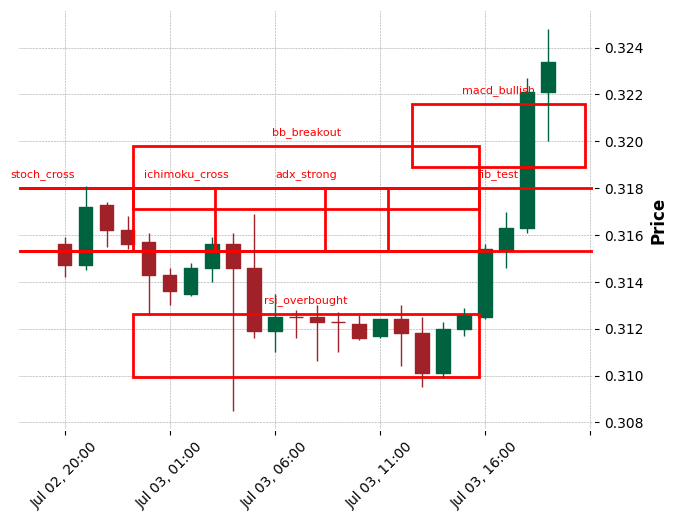 0.324
0.322
macd_bullish
0.320
bb_breakout
stoch_cross
ichimoku_cross
adx_strong
fib_test
0.318
0.316
Price
0.314
rsi_overbought
0.312
0.310
0.308
Jul 02, 20:00
Jul 03, 01:00
Jul 03, 06:00
Jul 03, 11:00
Jul 03, 16:00